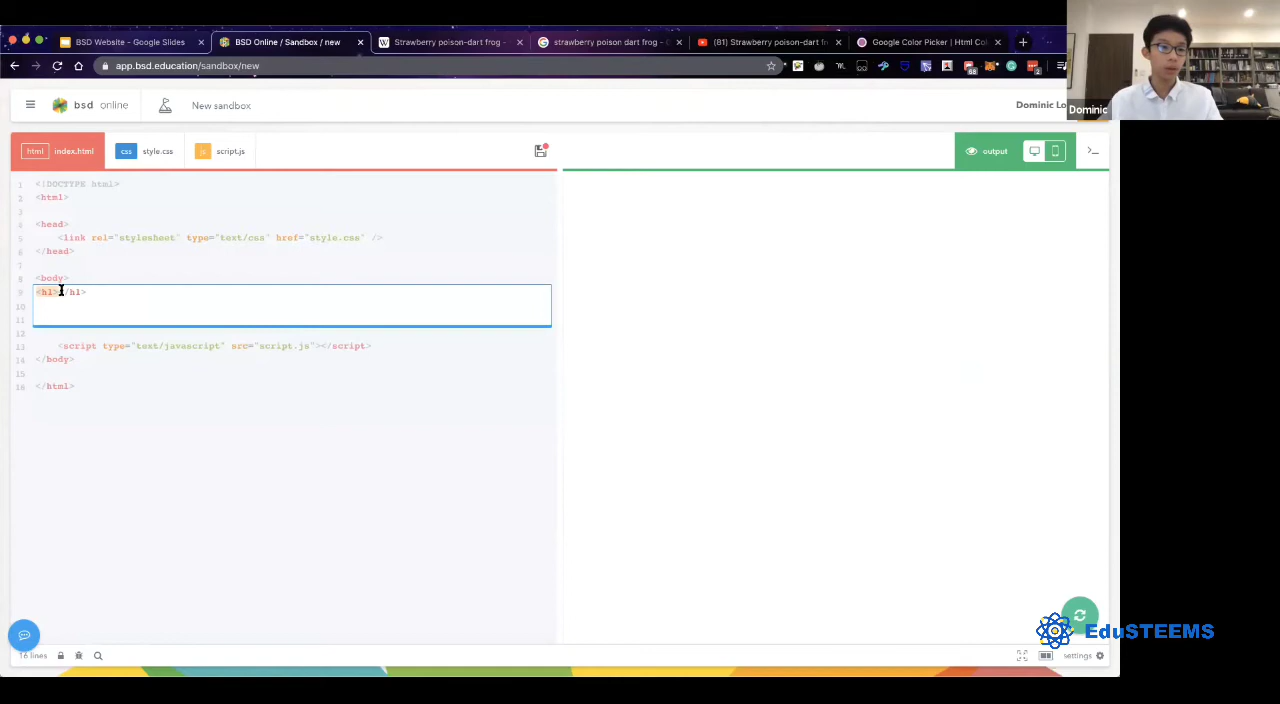 BSD Website - Google Slides
BSD Online / Sandbox / new
Strawberry poison-dart frog -
strawberry poison dart frog -
(81) Strawberry poison-dart fr
Google Color Picker | Html Col
app.bsd.education/sandbox/new
68
2
bsd online
New sandbox
Dominic Lo
Dominic
html index.html
css style.css
js script.js
output
1 <!DOCTYPE html>
2 <html>
3
4 <head>
5 <link rel="stylesheet" type="text/css" href="style.css" />
6 </head>
7
8 <body>
9 <h1></h1>
10
11
12
13 <script type="text/javascript" src="script.js"></script>
14 </body>
15
16 </html>
EduSTEEMS
16 lines
settings